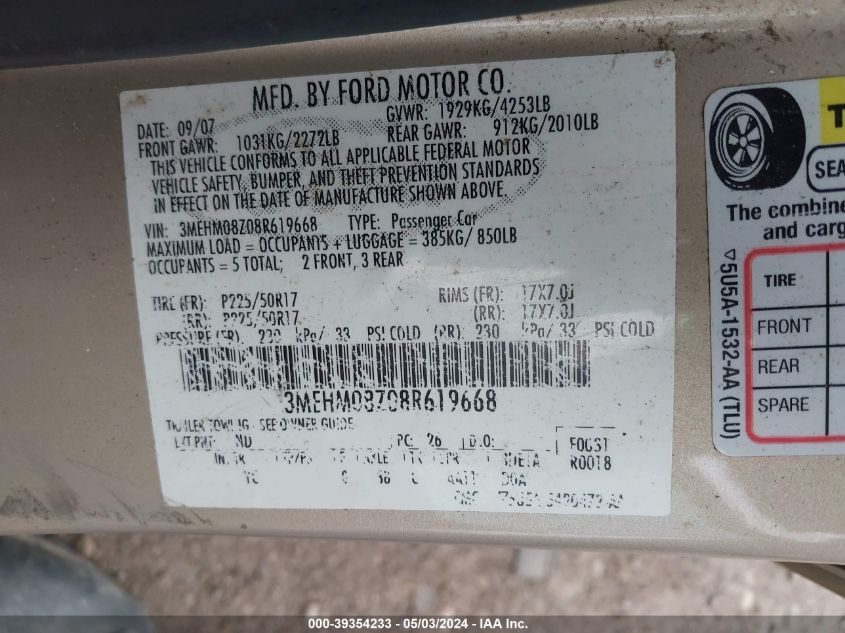 MFD. BY FORD MOTOR CO.
DATE: 09/07 GVWR: 1929KG/4253LB
FRONT GAWR: 1031KG/2272LB REAR GAWR: 912KG/2010LB
THIS VEHICLE CONFORMS TO ALL APPLICABLE FEDERAL MOTOR
VEHICLE SAFETY, BUMPER, AND THEFT PREVENTION STANDARDS
IN EFFECT ON THE DATE OF MANUFACTURE SHOWN ABOVE.
VIN: 3MEHM08Z08R619668 TYPE: Passenger Car
MAXIMUM LOAD = OCCUPANTS + LUGGAGE = 385KG/ 850LB
OCCUPANTS = 5 TOTAL; 2 FRONT, 3 REAR
TIRE (FR): P225/50R17 RIMS (FR): 17X7.0J
(RR): P225/50R17 (RR): 17X7.0J
PRESSURE (FR): 230 kPa/ 33 PSI COLD (RR): 230 kPa/ 33 PSI COLD
3MEHM08Z08R619668
TRAILER TOWING - SEE OWNER GUIDE
ND
R0018
T
SEA
The combine
and carg
TIRE
FRONT
REAR
SPARE
5U5A-1532-AA (TLU)
000-39354233 - 05/03/2024 - IAA Inc.